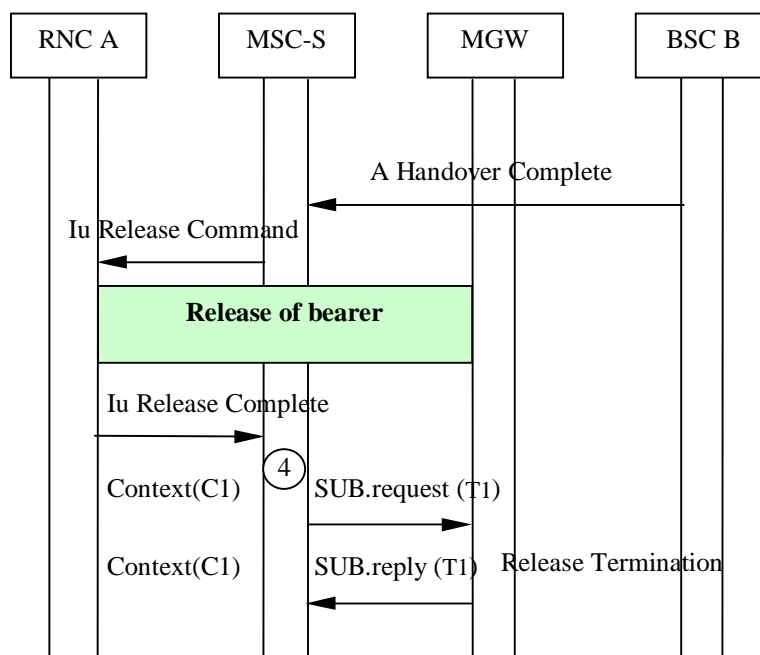 RNC A
MSC-S
MGW
BSC B
A Handover Complete
Iu Release Command
Release of bearer
Iu Release Complete
4
Context(C1)
SUB.request (T1)
Context(C1)
SUB.reply (T1)
Release Termination